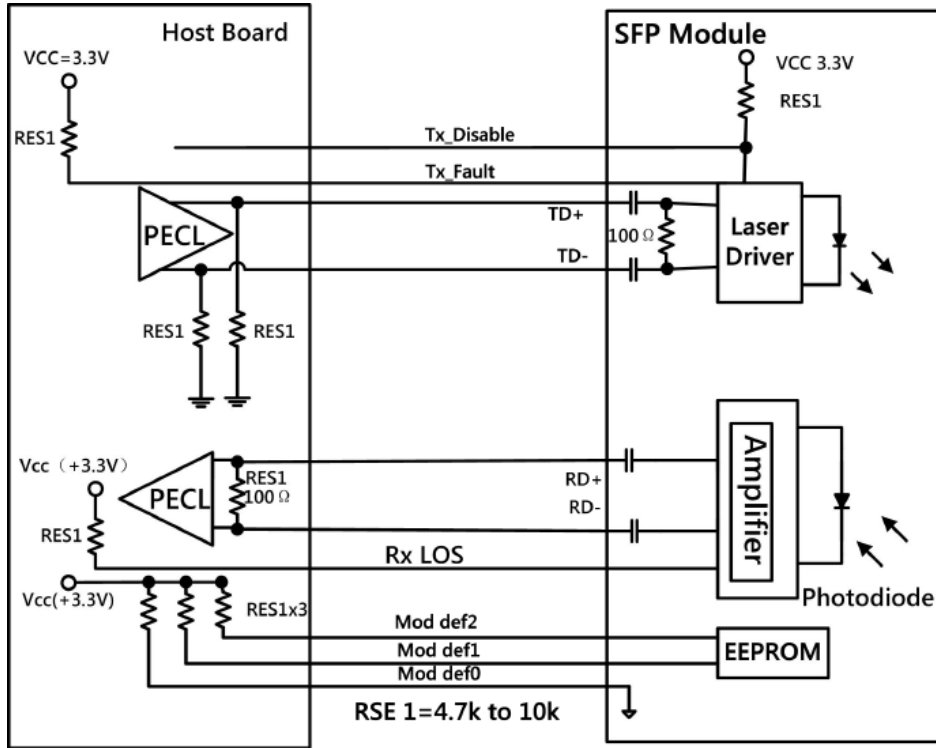 Host Board
SFP Module
VCC=3.3V
VCC 3.3V
RES1
RES1
Tx_Disable
Tx_Fault
PECL
TD+
100Ω
TD-
Laser
Driver
RES1
RES1
Vcc（+3.3V）
PECL
RES1
100Ω
RD+
RD-
Amplifier
RES1
Rx LOS
Vcc(+3.3V)
RES1x3
Photodiode
Mod def2
Mod def1
Mod def0
EEPROM
RSE 1=4.7k to 10k